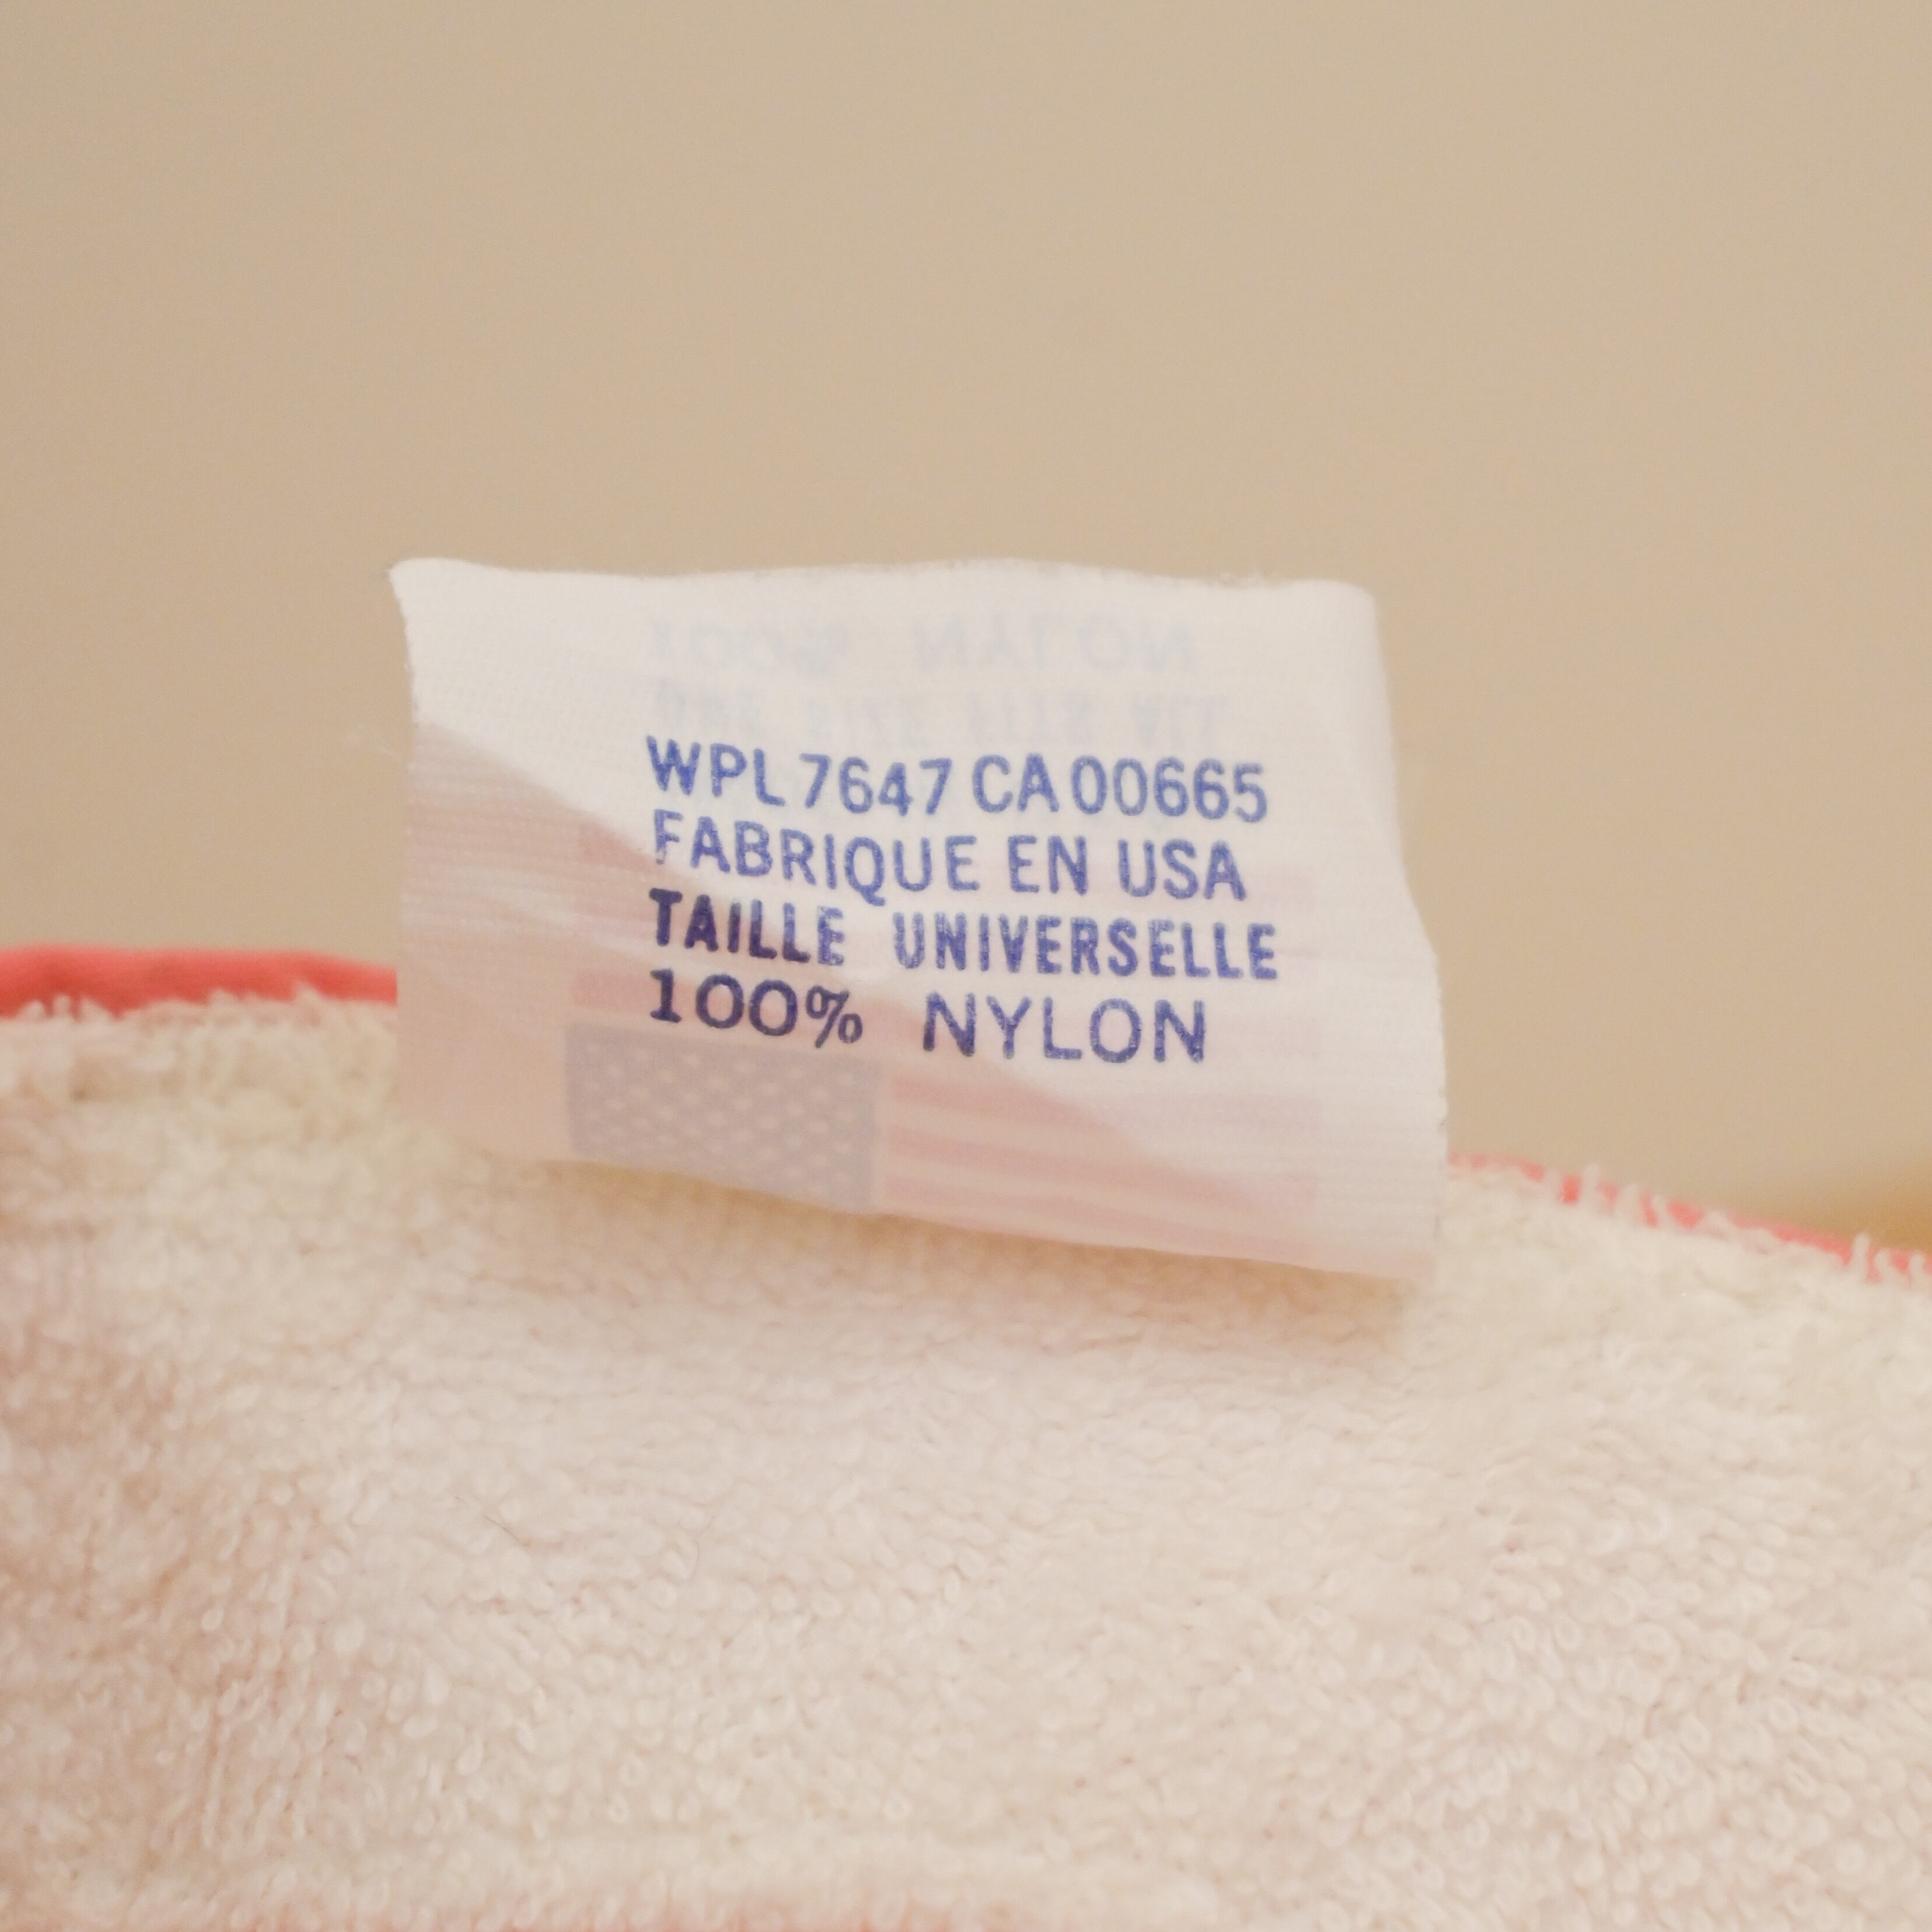 WPL 7647 CA 00665
FABRIQUE EN USA
TAILLE UNIVERSELLE
100% NYLON